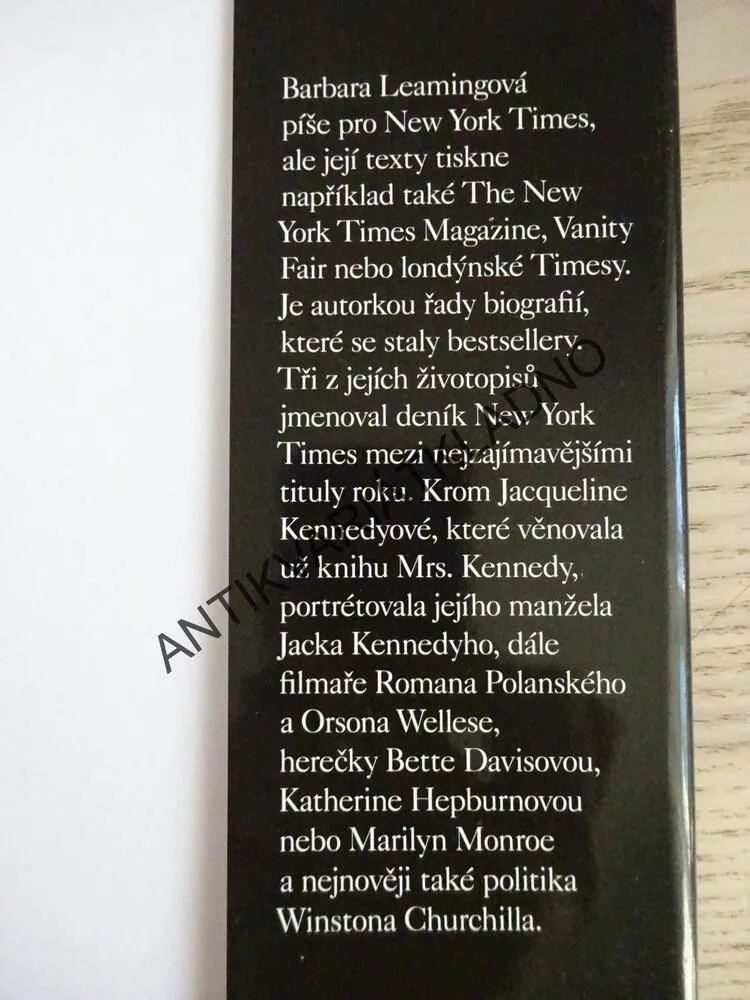 Barbara Leamingová
píše pro New York Times,
ale její texty tiskne
například také The New
York Times Magazine, Vanity
Fair nebo londýnské Timesy.
Je autorkou řady biografií,
které se staly bestsellery.
Tři z jejích životopisů
jmenoval deník New York
Times mezi nejzajímavějšími
tituly roku. Krom Jacqueline
Kennedyové, které věnovala
už knihu Mrs. Kennedy,
portrétovala jejího manžela
Jacka Kennedyho, dále
filmaře Romana Polanského
a Orsona Wellese,
herečky Bette Davisovou,
Katherine Hepburnovou
nebo Marilyn Monroe
a nejnověji také politika
Winstona Churchilla.
ANTIKVARIÁT KLADNO